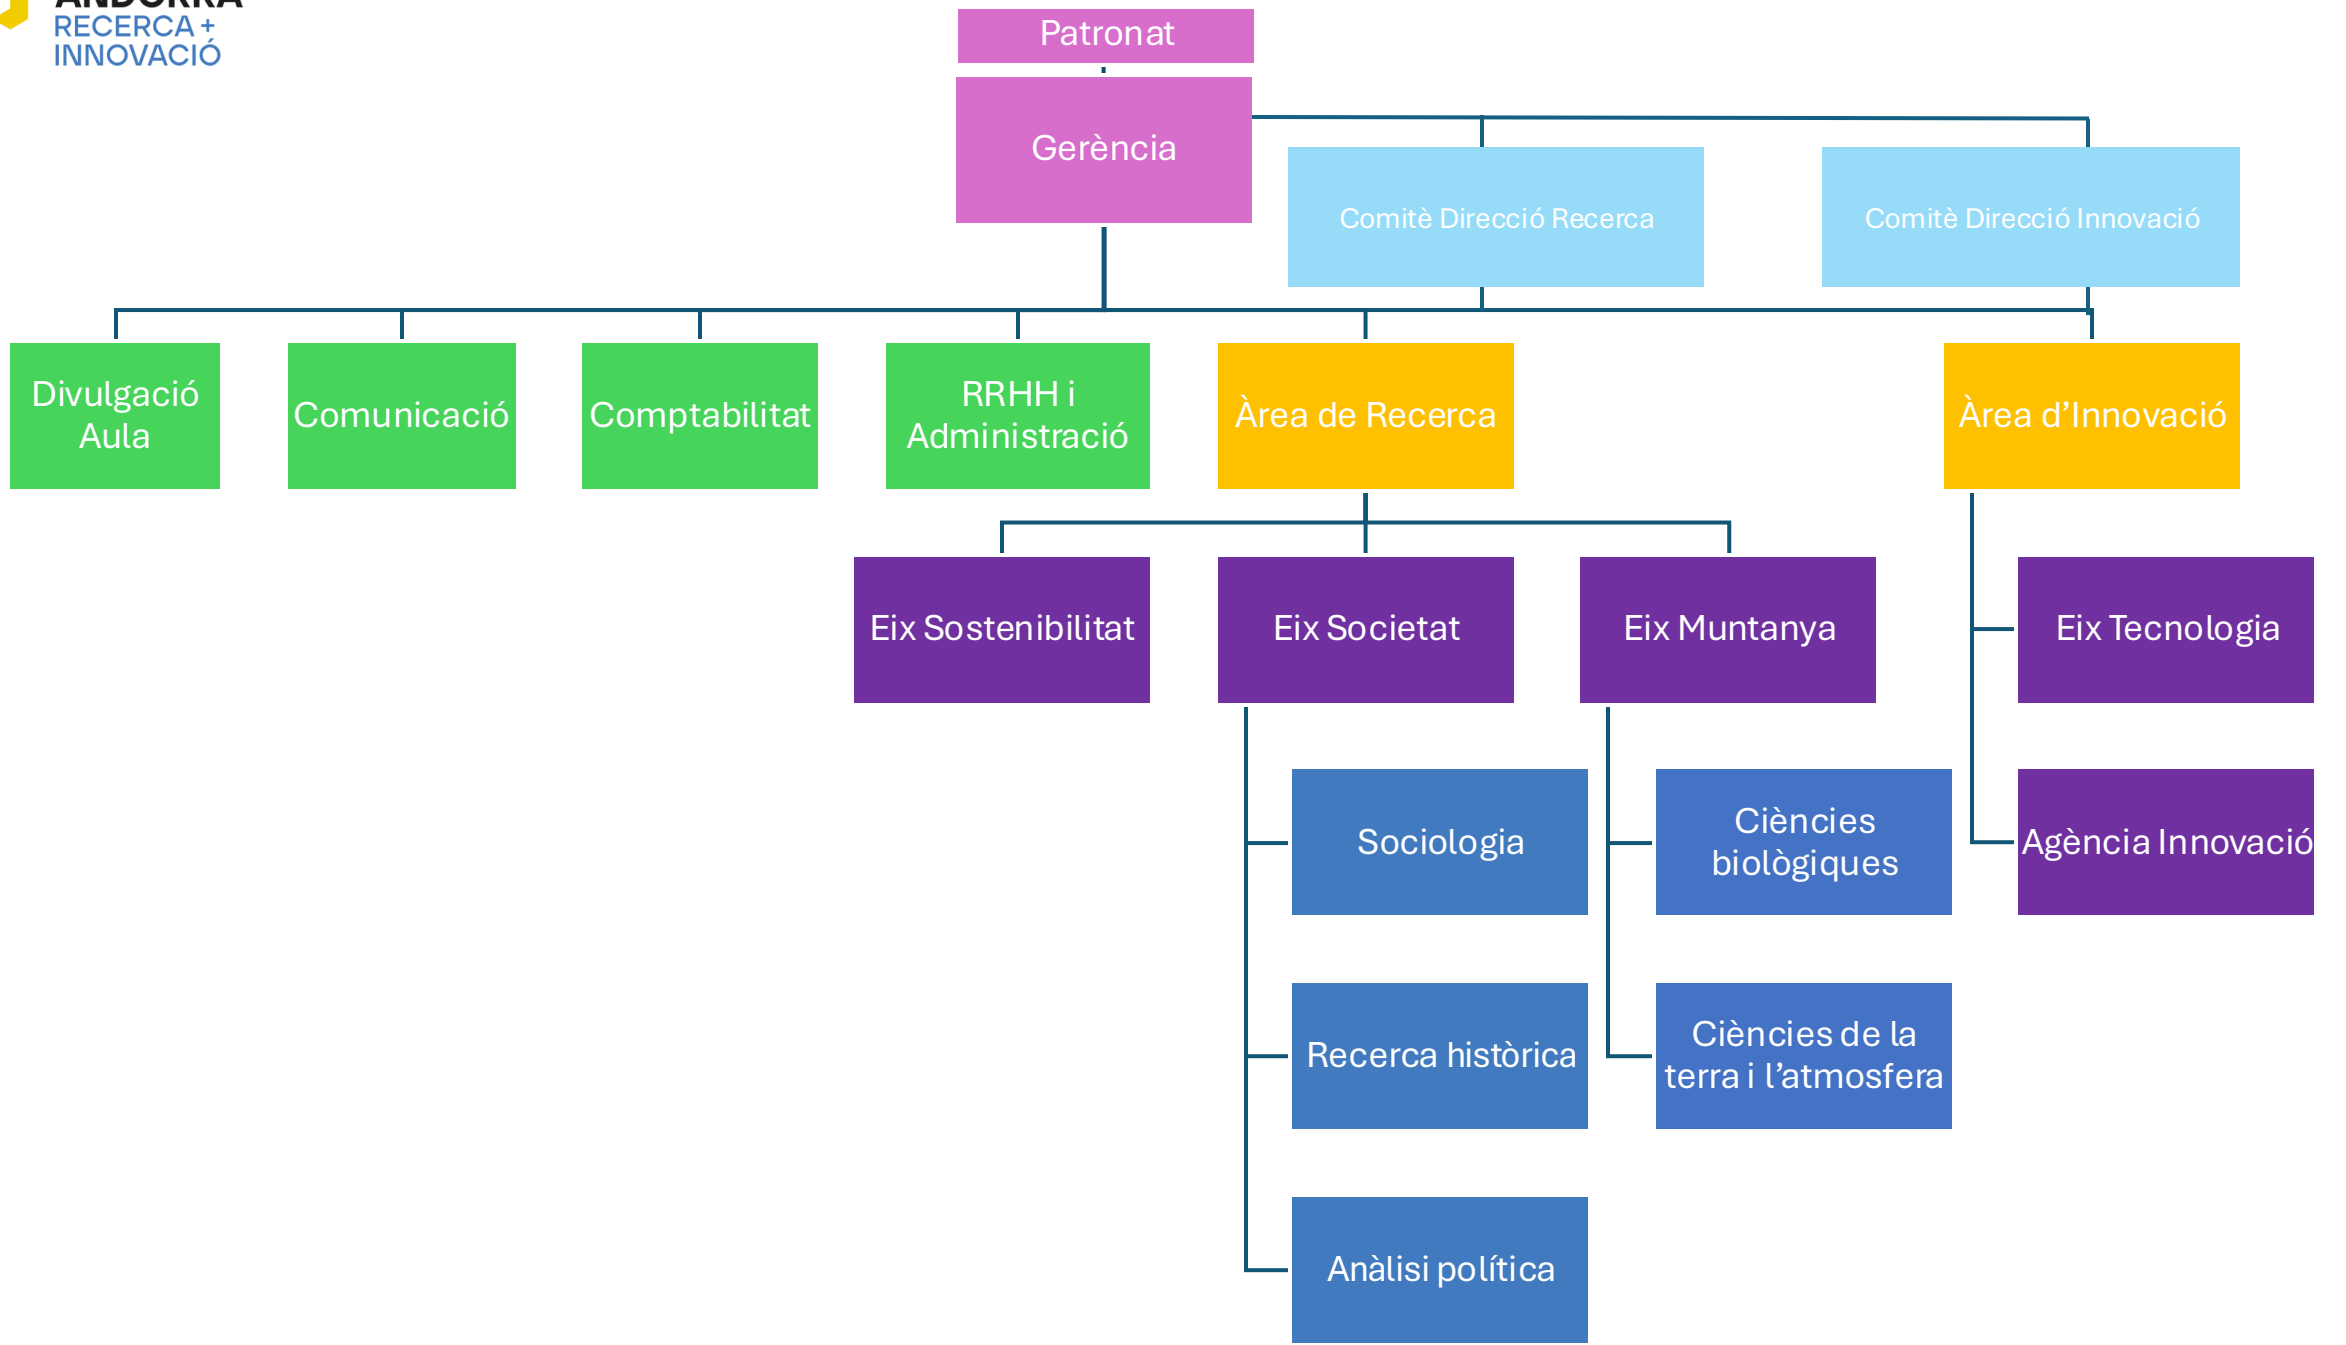 ANDORRA
RECERCA +
INNOVACIÓ
Patronat
Gerència
Comitè Direcció Recerca
Comitè Direcció Innovació
Divulgació
Aula
Comunicació
Comptabilitat
RRHH i
Administració
Àrea de Recerca
Àrea d’Innovació
Eix Sostenibilitat
Eix Societat
Eix Muntanya
Eix Tecnologia
Sociologia
Ciències
biològiques
Agència Innovació
Recerca històrica
Ciències de la
terra i l’atmosfera
Anàlisi política